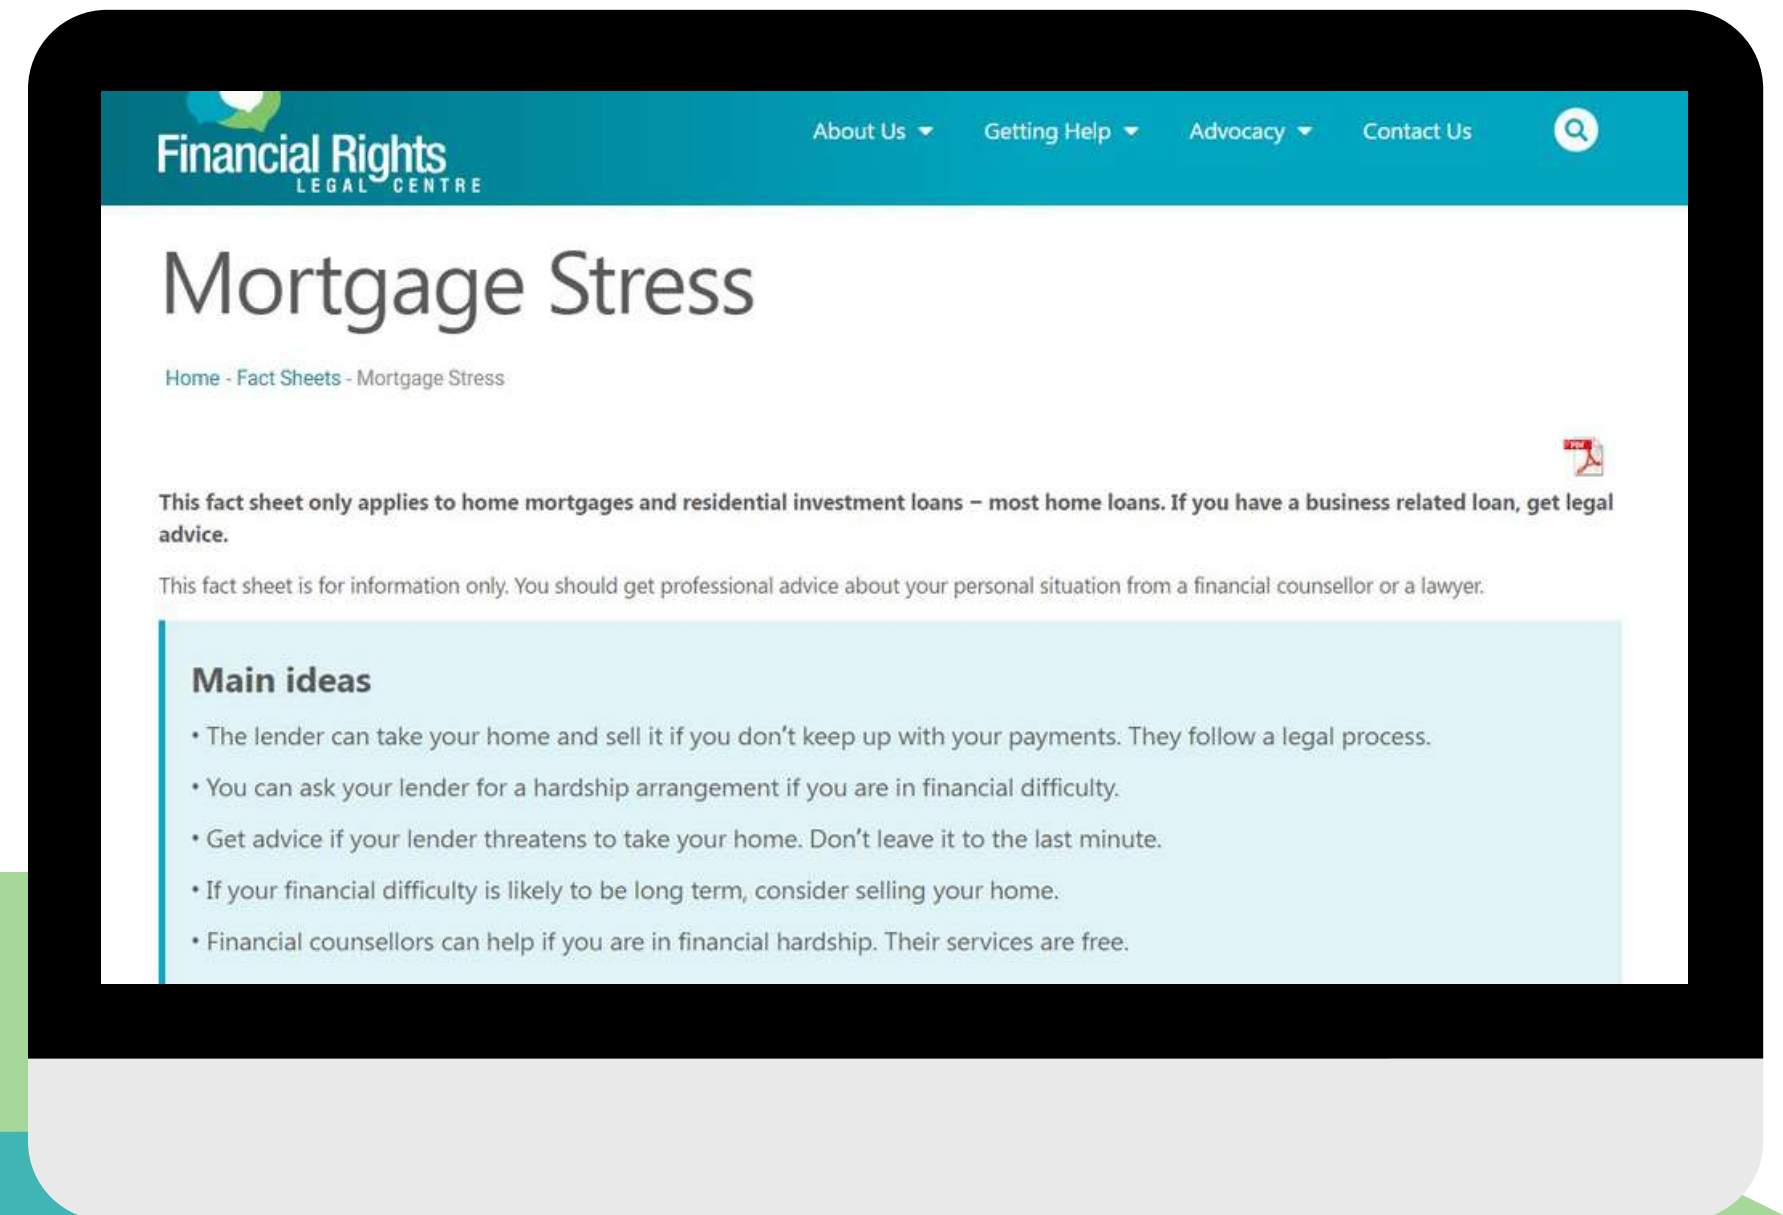 Financial Rights
LEGAL CENTRE
About Us
Getting Help
Advocacy
Contact Us
Mortgage Stress
Home - Fact Sheets - Mortgage Stress
PDF
This fact sheet only applies to home mortgages and residential investment loans – most home loans. If you have a business related loan, get legal
advice.
This fact sheet is for information only. You should get professional advice about your personal situation from a financial counsellor or a lawyer.
Main ideas
• The lender can take your home and sell it if you don't keep up with your payments. They follow a legal process.
• You can ask your lender for a hardship arrangement if you are in financial difficulty.
• Get advice if your lender threatens to take your home. Don't leave it to the last minute.
• If your financial difficulty is likely to be long term, consider selling your home.
• Financial counsellors can help if you are in financial hardship. Their services are free.